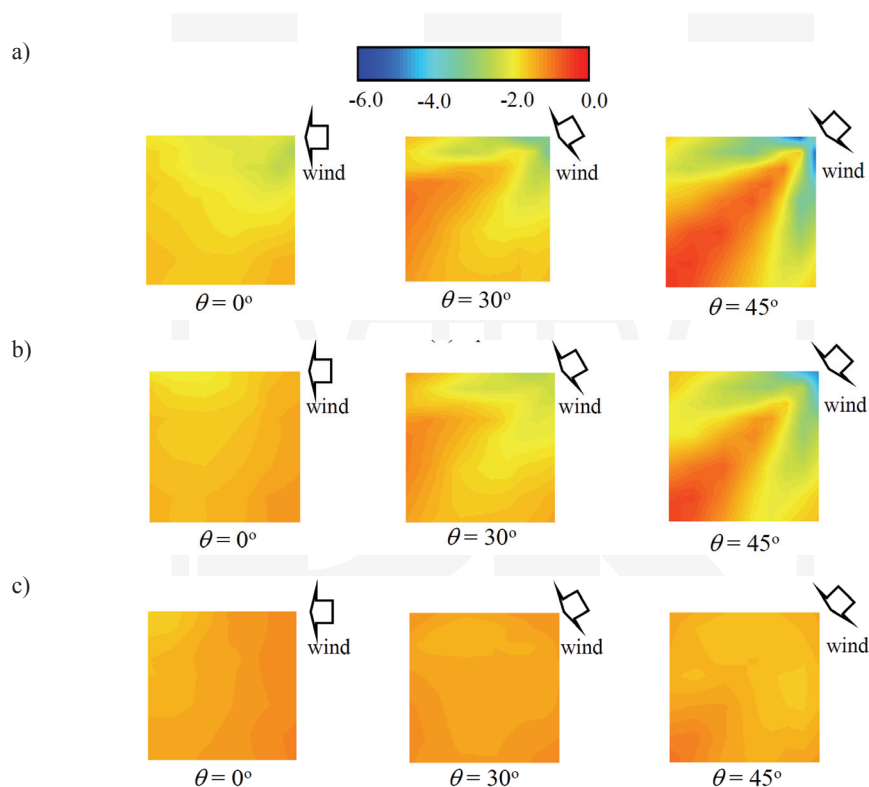 a)
-6.0 -4.0 -2.0 0.0
wind wind wind
θ = 0° θ = 30° θ = 45°
b)
wind wind wind
θ = 0° θ = 30° θ = 45°
c)
wind wind wind
θ = 0° θ = 30° θ = 45°